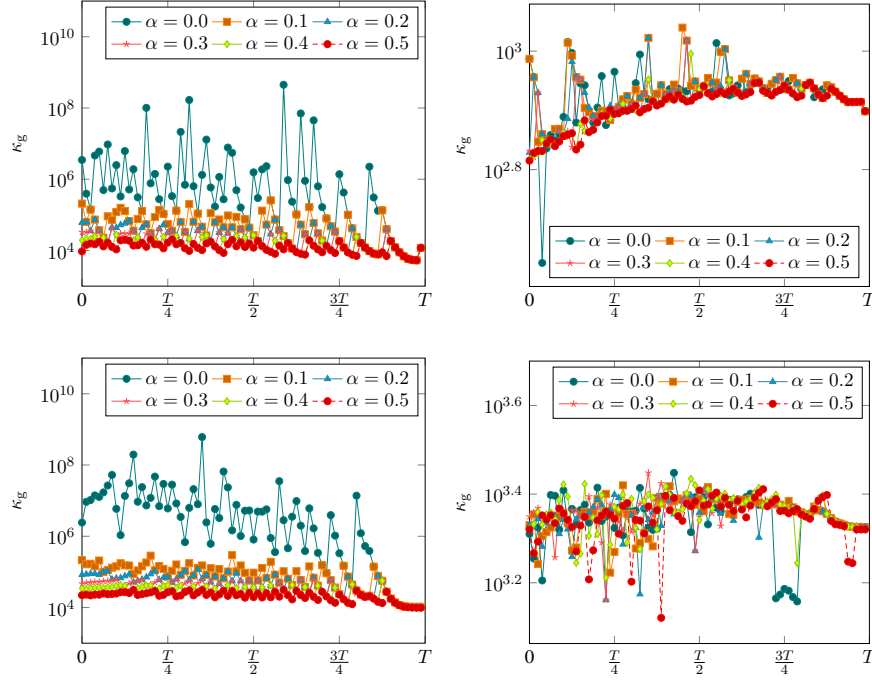 α = 0.0 α = 0.1 α = 0.2
α = 0.3 α = 0.4 α = 0.5
10^10
10^8
10^6
10^4
κ_g
0 T/4 T/2 3T/4 T
10^3
10^2.8
κ_g
α = 0.0 α = 0.1 α = 0.2
α = 0.3 α = 0.4 α = 0.5
0 T/4 T/2 3T/4 T
α = 0.0 α = 0.1 α = 0.2
α = 0.3 α = 0.4 α = 0.5
10^10
10^8
10^6
10^4
κ_g
0 T/4 T/2 3T/4 T
α = 0.0 α = 0.1 α = 0.2
α = 0.3 α = 0.4 α = 0.5
10^3.6
10^3.4
10^3.2
κ_g
0 T/4 T/2 3T/4 T